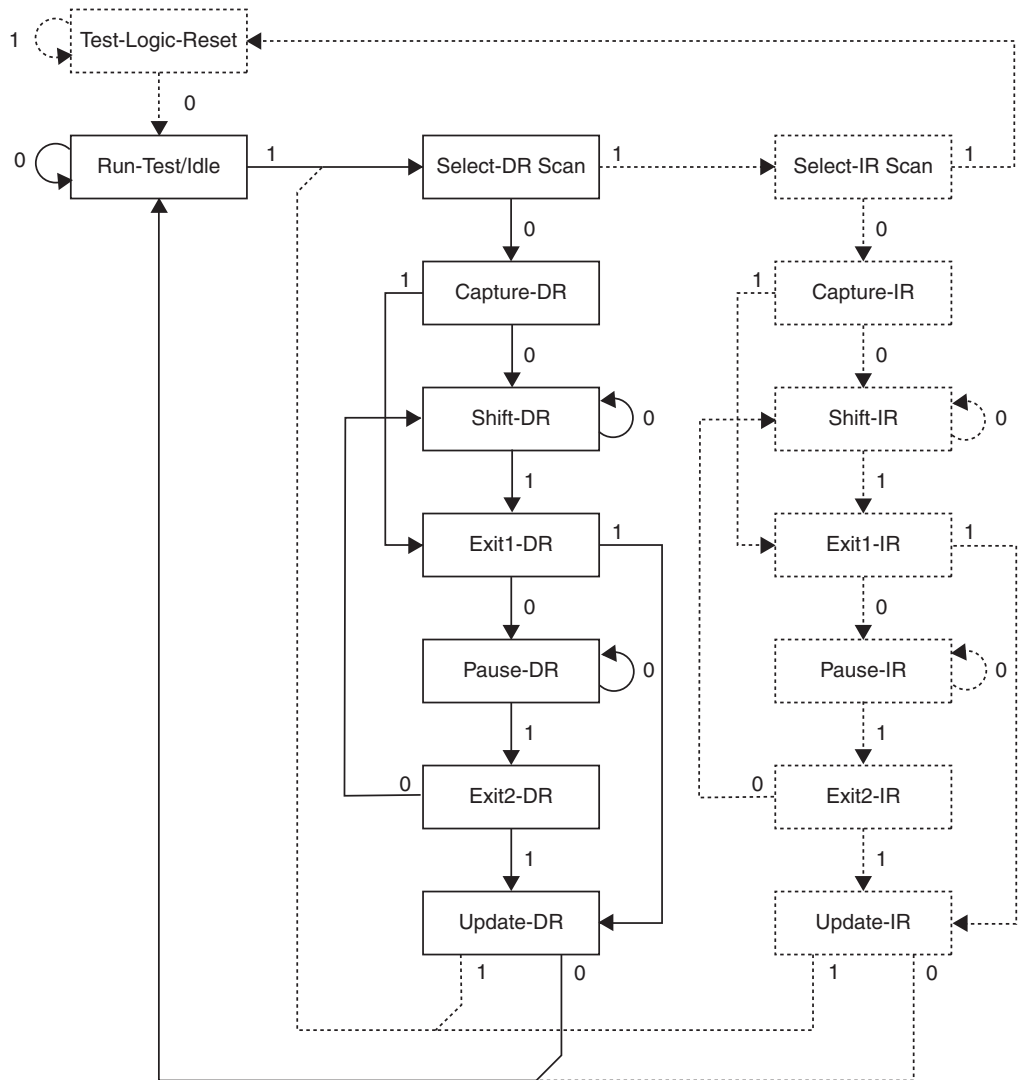 1
Test-Logic-Reset
0
0
Run-Test/Idle
1
Select-DR Scan
1
Select-IR Scan
1
0
0
1
Capture-DR
1
Capture-IR
0
0
Shift-DR
0
Shift-IR
0
1
1
Exit1-DR
1
Exit1-IR
1
0
0
Pause-DR
0
Pause-IR
0
1
1
0
Exit2-DR
0
Exit2-IR
1
1
Update-DR
Update-IR
1
0
1
0